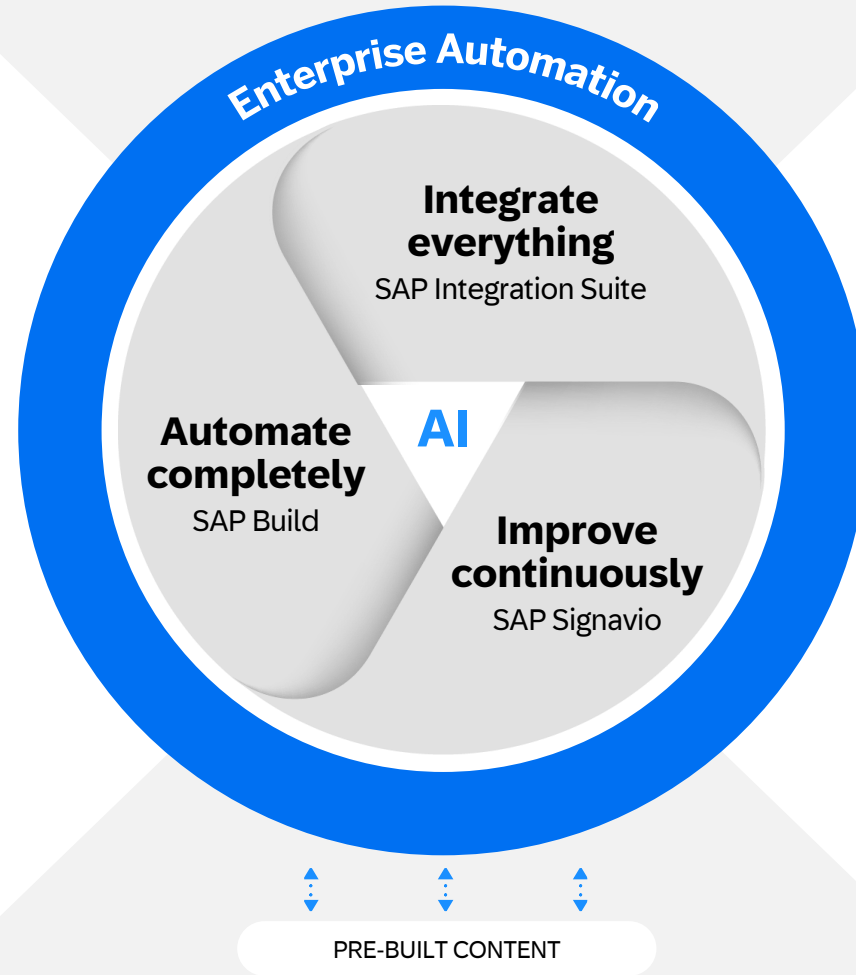 Enterprise Automation
Integrate
everything
SAP Integration Suite
AI
Automate
completely
SAP Build
Improve
continuously
SAP Signavio
PRE-BUILT CONTENT